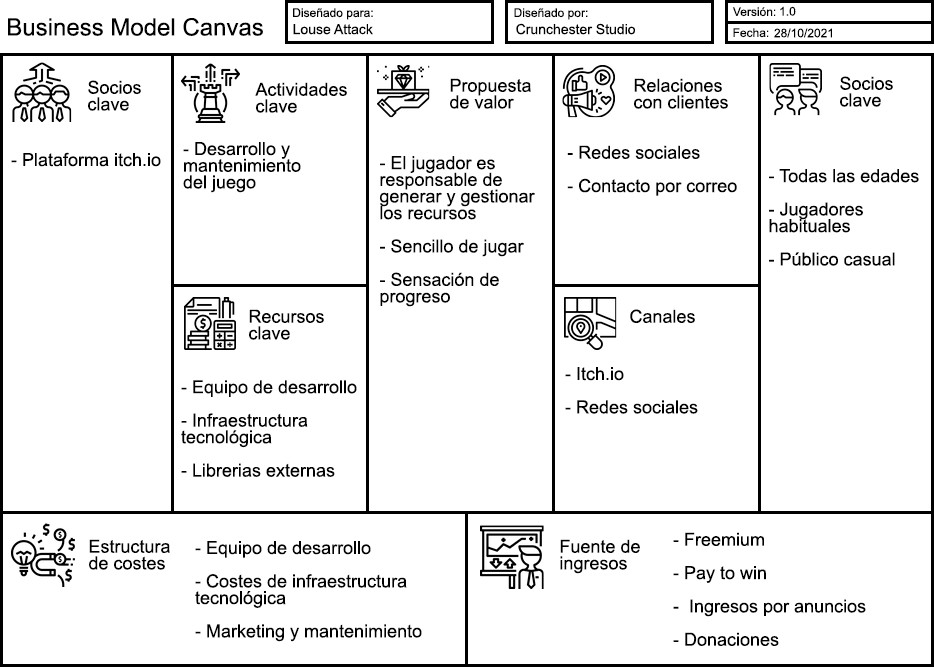 Business Model Canvas
Diseñado para:
Louse Attack
Diseñado por:
Crunchester Studio
Versión: 1.0
Fecha: 28/10/2021
Socios
clave
- Plataforma itch.io
Actividades
clave
- Desarrollo y
mantenimiento
del juego
Recursos
clave
- Equipo de desarrollo
- Infraestructura
tecnológica
- Librerias externas
Propuesta
de valor
- El jugador es
responsable de
generar y gestionar
los recursos
- Sencillo de jugar
- Sensación de
progreso
Relaciones
con clientes
- Redes sociales
- Contacto por correo
Canales
- Itch.io
- Redes sociales
Socios
clave
- Todas las edades
- Jugadores
habituales
- Público casual
Estructura
de costes
- Equipo de desarrollo
- Costes de infraestructura
tecnológica
- Marketing y mantenimiento
Fuente de
ingresos
- Freemium
- Pay to win
- Ingresos por anuncios
- Donaciones